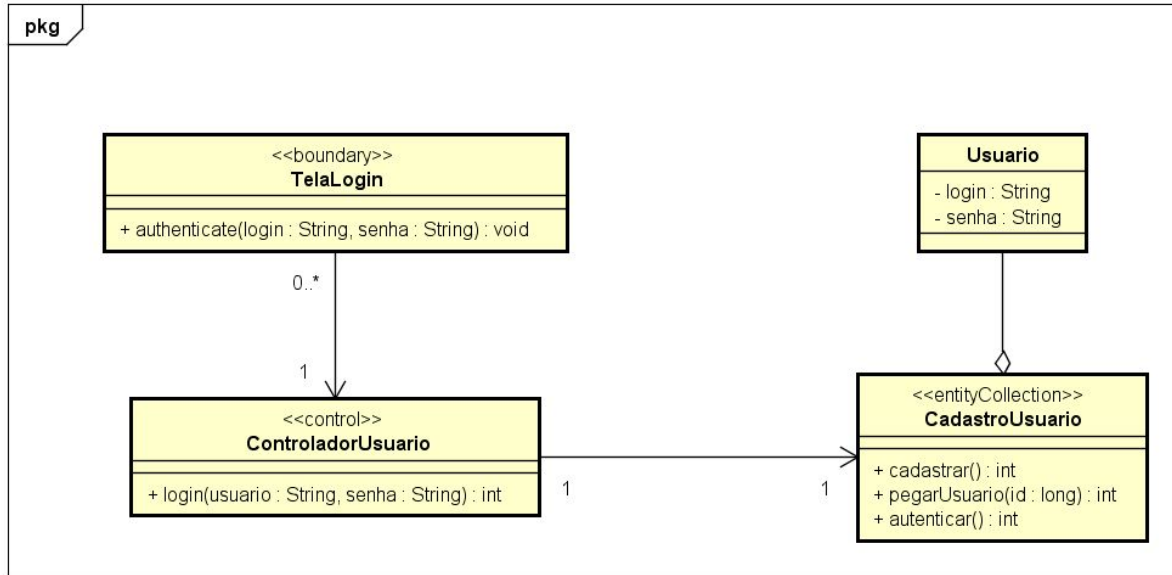 pkg
<<boundary>>
TelaLogin
+ authenticate(login : String, senha : String) : void
Usuario
- login : String
- senha : String
0..*
1
<<control>>
ControladorUsuario
+ login(usuario : String, senha : String) : int
1
1
<<entityCollection>>
CadastroUsuario
+ cadastrar() : int
+ pegarUsuario(id : long) : int
+ autenticar() : int